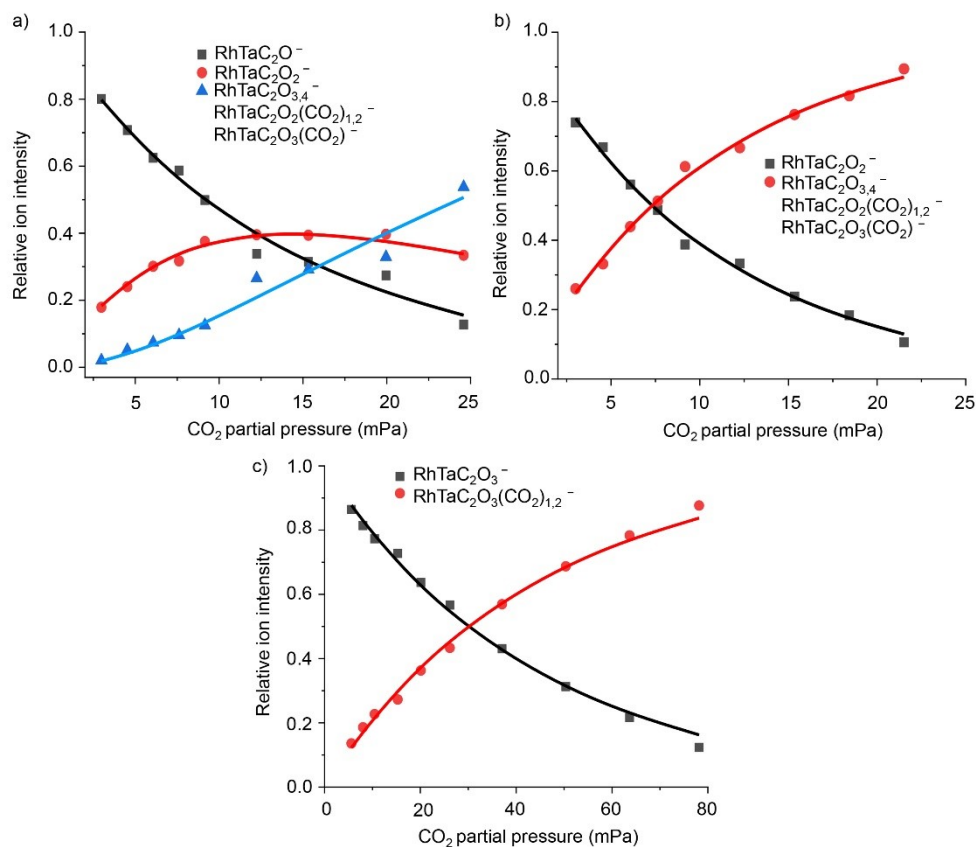 a)
1.0
0.8
0.6
0.4
0.2
0.0
Relative ion intensity
RhTaC₂O⁻
RhTaC₂O₂⁻
RhTaC₂O₃,₄⁻
RhTaC₂O₂(CO₂)₁,₂⁻
RhTaC₂O₃(CO₂)⁻
5 10 15 20 25
CO₂ partial pressure (mPa)
b)
1.0
0.8
0.6
0.4
0.2
0.0
Relative ion intensity
RhTaC₂O₂⁻
RhTaC₂O₃,₄⁻
RhTaC₂O₂(CO₂)₁,₂⁻
RhTaC₂O₃(CO₂)⁻
5 10 15 20 25
CO₂ partial pressure (mPa)
c)
1.0
0.8
0.6
0.4
0.2
0.0
Relative ion intensity
RhTaC₂O₃⁻
RhTaC₂O₃(CO₂)₁,₂⁻
0 20 40 60 80
CO₂ partial pressure (mPa)